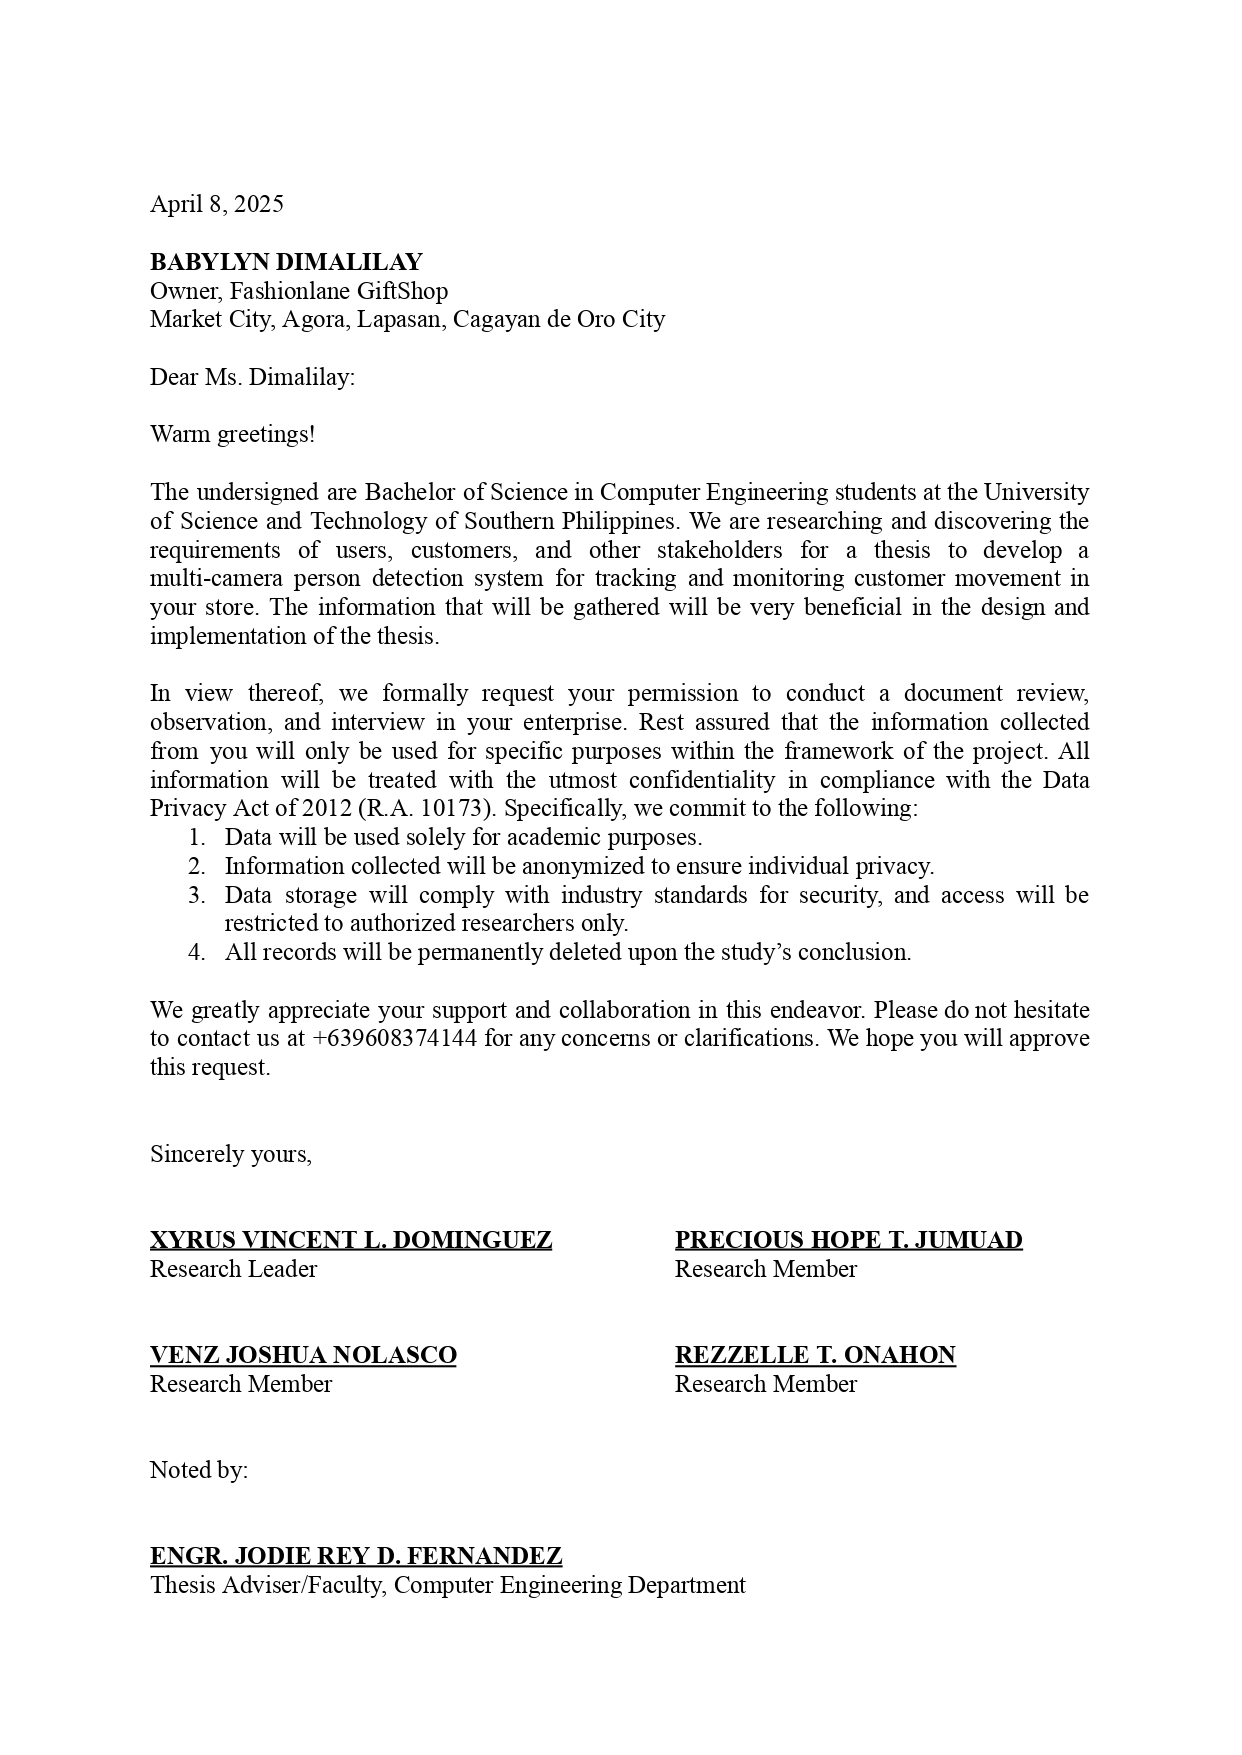 April 8, 2025
BABYLYN DIMALILAY
Owner, Fashionlane GiftShop
Market City, Agora, Lapasan, Cagayan de Oro City
Dear Ms. Dimalilay:
Warm greetings!
The undersigned are Bachelor of Science in Computer Engineering students at the University
of Science and Technology of Southern Philippines. We are researching and discovering the
requirements of users, customers, and other stakeholders for a thesis to develop a
multi-camera person detection system for tracking and monitoring customer movement in
your store. The information that will be gathered will be very beneficial in the design and
implementation of the thesis.
In view thereof, we formally request your permission to conduct a document review,
observation, and interview in your enterprise. Rest assured that the information collected
from you will only be used for specific purposes within the framework of the project. All
information will be treated with the utmost confidentiality in compliance with the Data
Privacy Act of 2012 (R.A. 10173). Specifically, we commit to the following:
1. Data will be used solely for academic purposes.
2. Information collected will be anonymized to ensure individual privacy.
3. Data storage will comply with industry standards for security, and access will be
restricted to authorized researchers only.
4. All records will be permanently deleted upon the study’s conclusion.
We greatly appreciate your support and collaboration in this endeavor. Please do not hesitate
to contact us at +639608374144 for any concerns or clarifications. We hope you will approve
this request.
Sincerely yours,
XYRUS VINCENT L. DOMINGUEZ PRECIOUS HOPE T. JUMUAD
Research Leader Research Member
VENZ JOSHUA NOLASCO REZZELLE T. ONAHON
Research Member Research Member
Noted by:
ENGR. JODIE REY D. FERNANDEZ
Thesis Adviser/Faculty, Computer Engineering Department